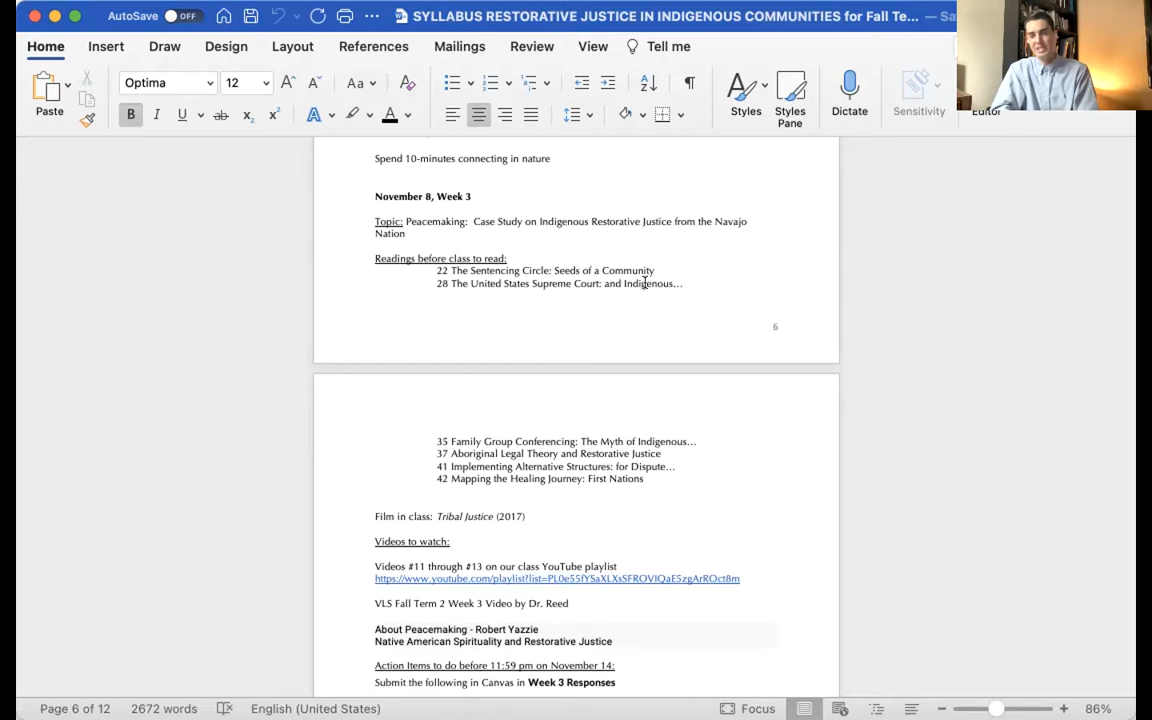 AutoSave OFF
SYLLABUS RESTORATIVE JUSTICE IN INDIGENOUS COMMUNITIES for Fall Te... — Sa
Home Insert Draw Design Layout References Mailings Review View Tell me
Paste
Optima 12
Aa
B I U ab x₂ x²
A A
Styles
Styles Pane
Dictate
Sensitivity
Editor
Spend 10-minutes connecting in nature
November 8, Week 3
Topic: Peacemaking: Case Study on Indigenous Restorative Justice from the Navajo
Nation
Readings before class to read:
22 The Sentencing Circle: Seeds of a Community
28 The United States Supreme Court: and Indigenous...
6
35 Family Group Conferencing: The Myth of Indigenous...
37 Aboriginal Legal Theory and Restorative Justice
41 Implementing Alternative Structures: for Dispute...
42 Mapping the Healing Journey: First Nations
Film in class: Tribal Justice (2017)
Videos to watch:
Videos #11 through #13 on our class YouTube playlist
https://www.youtube.com/playlist?list=PL0e55fYSaXLXsSFROVIQaE5zgArROct8m
VLS Fall Term 2 Week 3 Video by Dr. Reed
About Peacemaking - Robert Yazzie
Native American Spirituality and Restorative Justice
Action Items to do before 11:59 pm on November 14:
Submit the following in Canvas in Week 3 Responses
Page 6 of 12 2672 words English (United States) Focus 86%